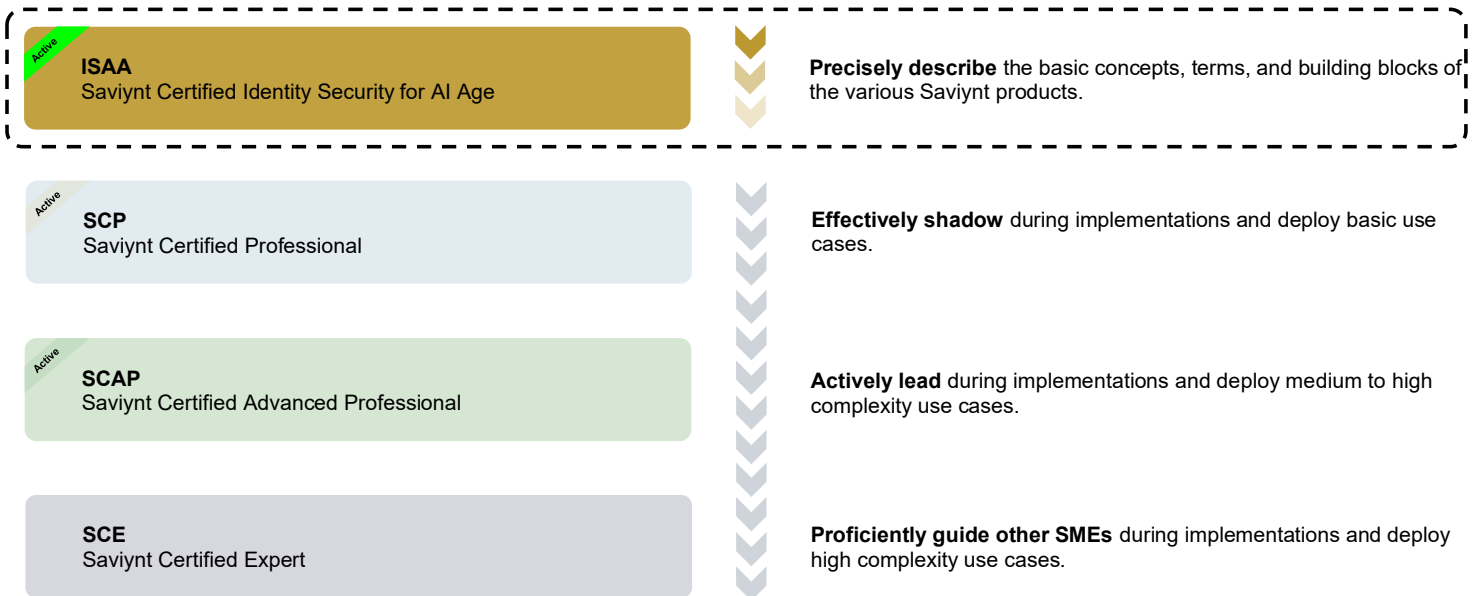 Active
ISAA
Saviynt Certified Identity Security for AI Age
Precisely describe the basic concepts, terms, and building blocks of
the various Saviynt products.
Active
SCP
Saviynt Certified Professional
Effectively shadow during implementations and deploy basic use
cases.
Active
SCAP
Saviynt Certified Advanced Professional
Actively lead during implementations and deploy medium to high
complexity use cases.
SCE
Saviynt Certified Expert
Proficiently guide other SMEs during implementations and deploy
high complexity use cases.